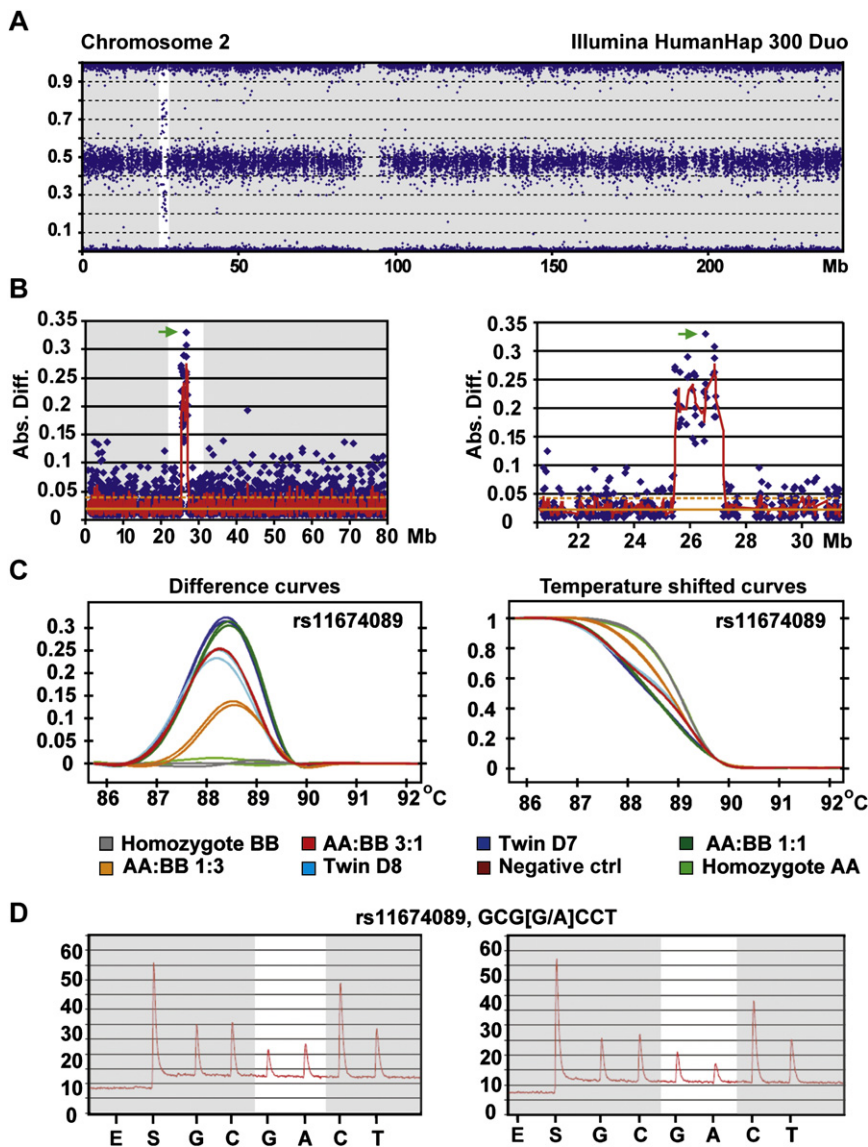 A
Chromosome 2 Illumina HumanHap 300 Duo
0.9
0.7
0.5
0.3
0.1
0 50 100 150 200 Mb
B
0.35
0.3
0.25
0.2
0.15
0.1
0.05
0
Abs. Diff.
0 10 20 30 40 50 60 70 80 Mb
0.35
0.3
0.25
0.2
0.15
0.1
0.05
0
Abs. Diff.
22 24 26 28 30 Mb
C
Difference curves
rs11674089
0.3
0.25
0.2
0.15
0.1
0.05
0
86 87 88 89 90 91 92°C
Temperature shifted curves
rs11674089
1
0.8
0.6
0.4
0.2
0
86 87 88 89 90 91 92°C
Homozygote BB AA:BB 3:1 Twin D7 AA:BB 1:1
AA:BB 1:3 Twin D8 Negative ctrl Homozygote AA
D
rs11674089, GCG[G/A]CCT
60
50
40
30
20
10
0
E S G C G A C T
60
50
40
30
20
10
0
E S G C G A C T